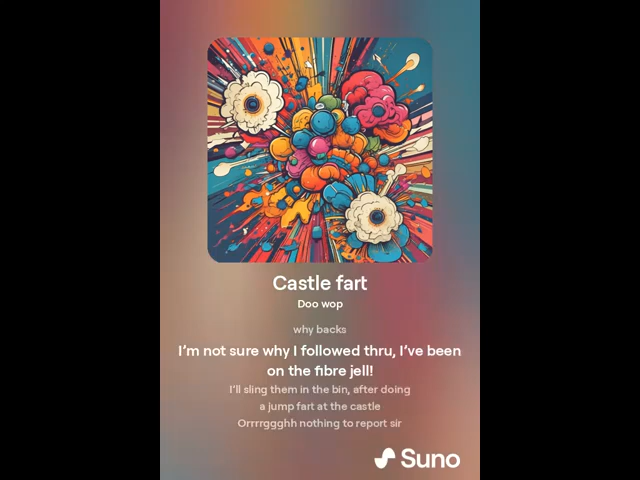 Castle fart
Doo wop
why backs
I'm not sure why I followed thru, I've been
on the fibre jell!
I'll sling them in the bin, after doing
a jump fart at the castle
Orrrrggghh nothing to report sir
Suno